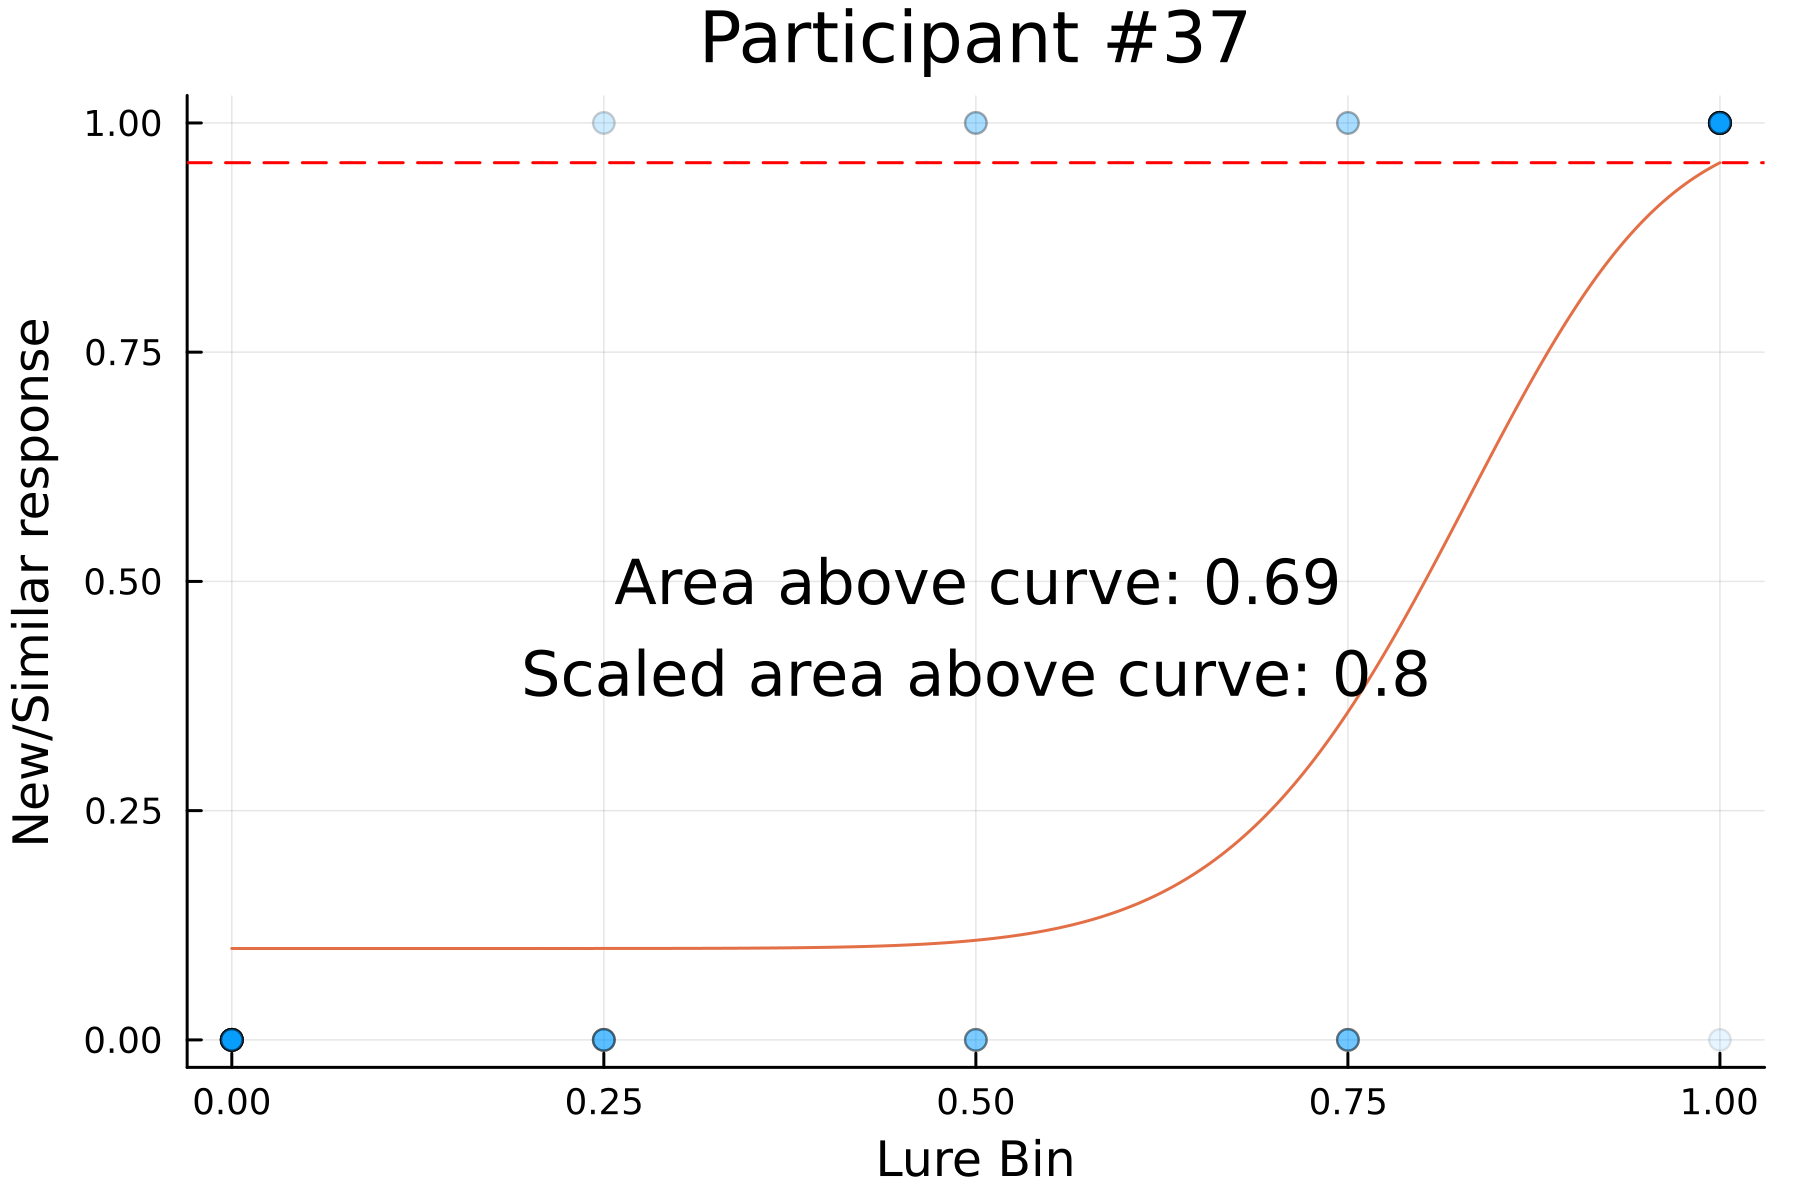 Participant #37
1.00
0.75
0.50
0.25
0.00
New/Similar response
Area above curve: 0.69
Scaled area above curve: 0.8
0.00 0.25 0.50 0.75 1.00
Lure Bin